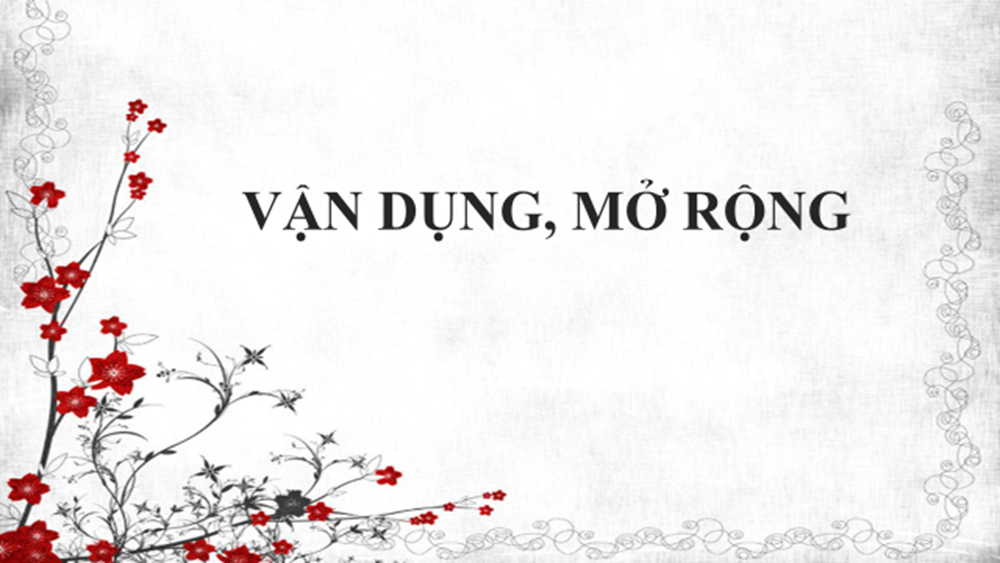 VẬN DỤNG, MỞ RỘNG